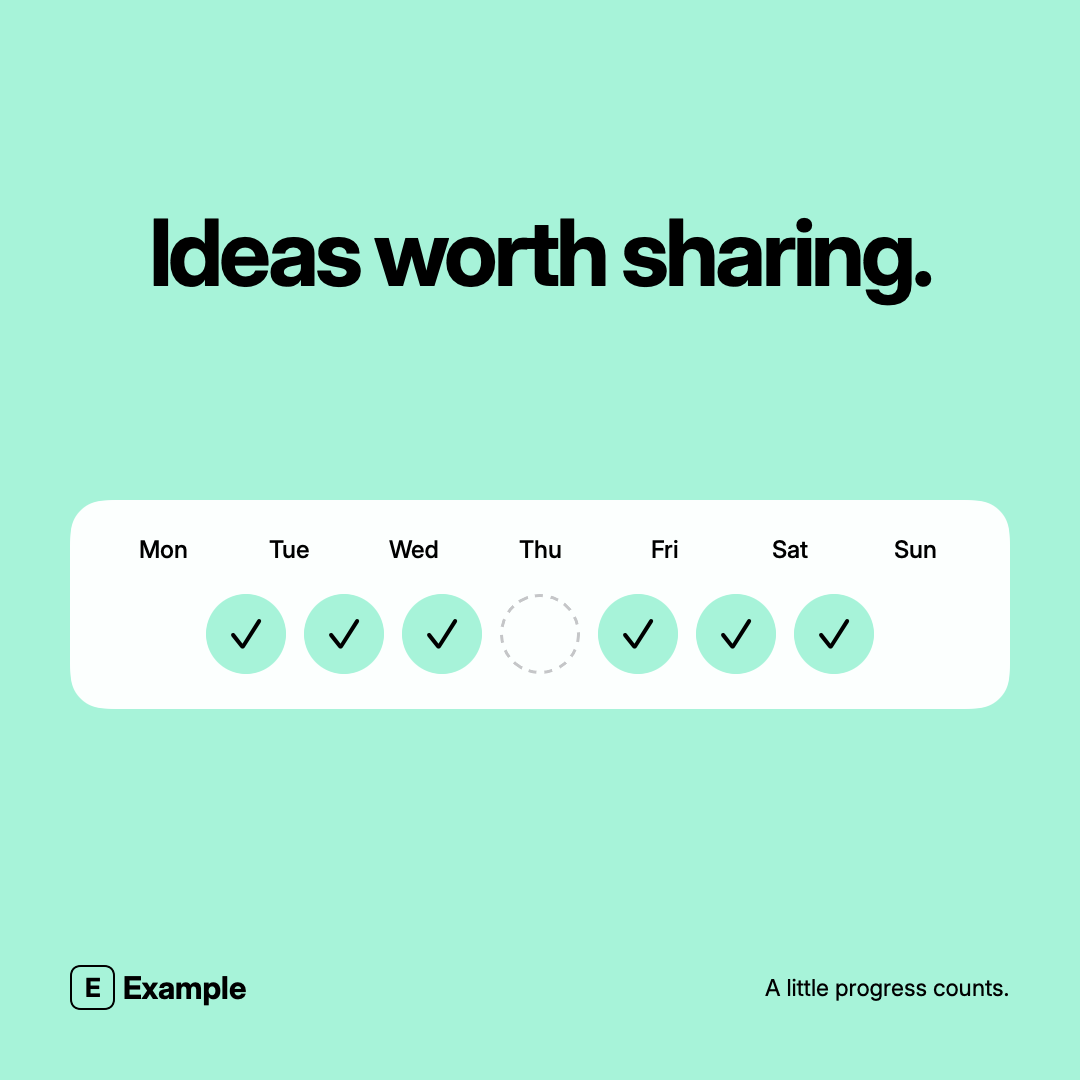 Ideas worth sharing.
Mon Tue Wed Thu Fri Sat Sun
E Example
A little progress counts.